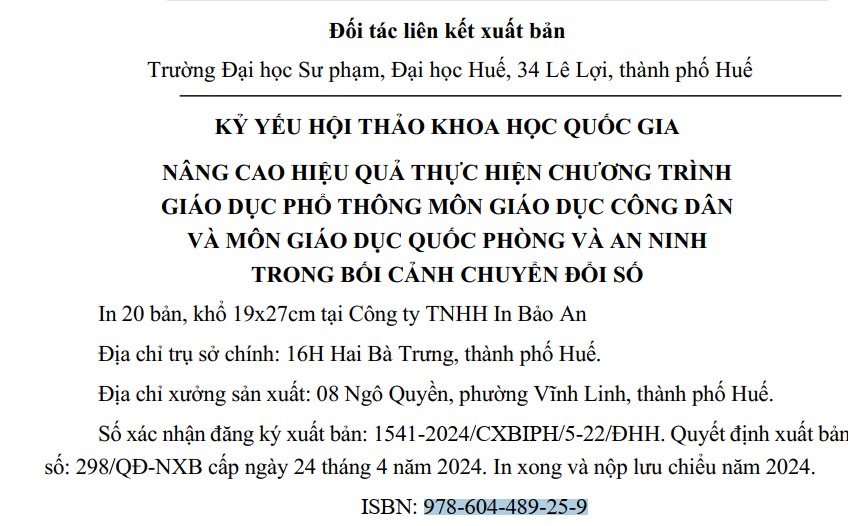 Đối tác liên kết xuất bản
Trường Đại học Sư phạm, Đại học Huế, 34 Lê Lợi, thành phố Huế
KỶ YẾU HỘI THẢO KHOA HỌC QUỐC GIA
NÂNG CAO HIỆU QUẢ THỰC HIỆN CHƯƠNG TRÌNH
GIÁO DỤC PHỔ THÔNG MÔN GIÁO DỤC CÔNG DÂN
VÀ MÔN GIÁO DỤC QUỐC PHÒNG VÀ AN NINH
TRONG BỐI CẢNH CHUYỂN ĐỔI SỐ
In 20 bản, khổ 19x27cm tại Công ty TNHH In Bảo An
Địa chỉ trụ sở chính: 16H Hai Bà Trưng, thành phố Huế.
Địa chỉ xưởng sản xuất: 08 Ngô Quyền, phường Vĩnh Linh, thành phố Huế.
Số xác nhận đăng ký xuất bản: 1541-2024/CXBIPH/5-22/ĐHH. Quyết định xuất bản
số: 298/QĐ-NXB cấp ngày 24 tháng 4 năm 2024. In xong và nộp lưu chiểu năm 2024.
ISBN: 978-604-489-25-9